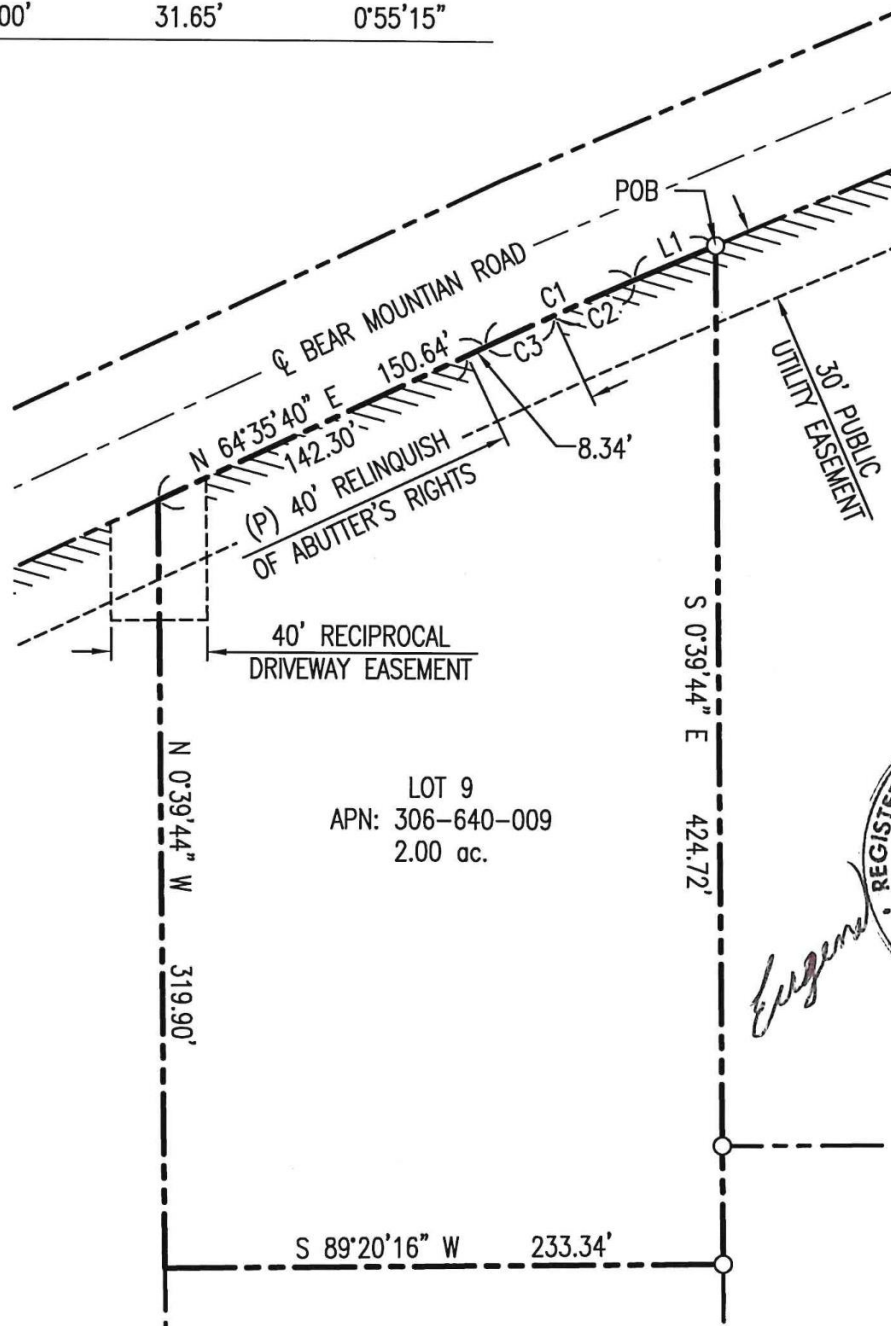 00' 31.65' 0°55'15"
POB
L1
C1
C2
C3
℄ BEAR MOUNTIAN ROAD
N 64°35'40" E 150.64'
142.30'
8.34'
(P) 40' RELINQUISH
OF ABUTTER'S RIGHTS
30' PUBLIC
UTILITY EASEMENT
40' RECIPROCAL
DRIVEWAY EASEMENT
S 0°39'44" E 424.72'
N 0°39'44" W 319.90'
LOT 9
APN: 306-640-009
2.00 ac.
REGISTE
Eugene
S 89°20'16" W 233.34'